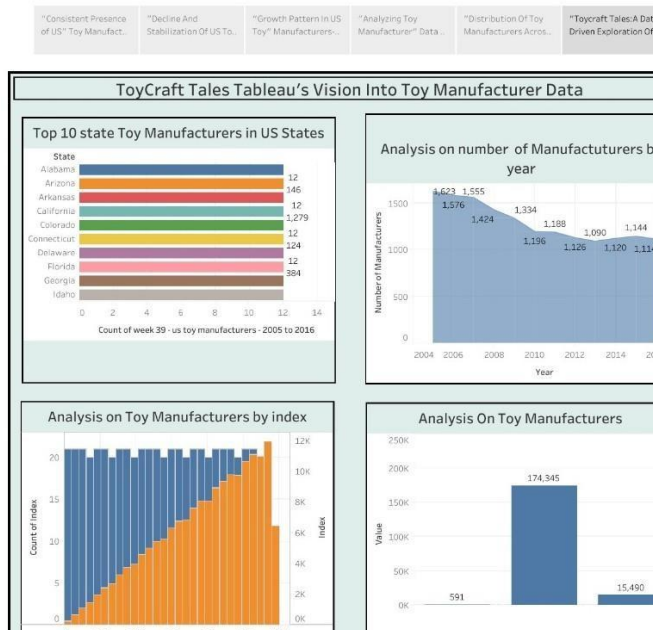 "Consistent Presence
of US" Toy Manufact..
"Decline And
Stabilization Of US To..
"Growth Pattern In US
Toy" Manufacturers-..
"Analyzing Toy
Manufacturer" Data..
"Distribution Of Toy
Manufacturers Acros..
"Toycraft Tales:A Dat
Driven Exploration Of
ToyCraft Tales Tableau's Vision Into Toy Manufacturer Data
Top 10 state Toy Manufacturers in US States
State
Alabama
Arizona
Arkansas
California
Colorado
Connecticut
Delaware
Florida
Georgia
Idaho
12
146
12
1,279
12
124
12
384
0 2 4 6 8 10 12 14
Count of week 39 - us toy manufacturers - 2005 to 2016
Analysis on number of Manufactuturers b
year
Number of Manufacturers
1500
1000
500
0
1,623 1,555
1,576
1,424
1,334
1,196
1,188
1,126
1,090
1,120
1,144
1,114
2004 2006 2008 2010 2012 2014 20
Year
Analysis on Toy Manufacturers by index
Count of Index
20
15
10
5
0
12K
10K
8K
6K
4K
2K
0K
Index
Analysis On Toy Manufacturers
Value
250K
200K
150K
100K
50K
0K
591
174,345
15,490